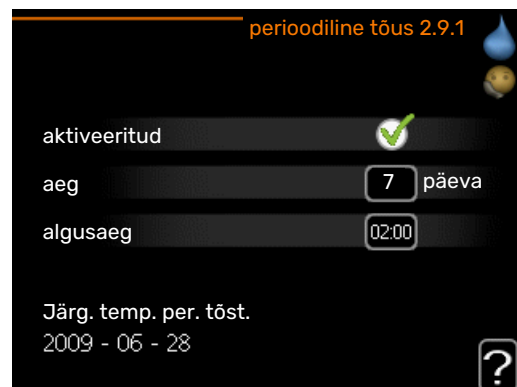 perioodiline tõus 2.9.1
aktiveeritud
aeg 7 päeva
algusaeg 02:00
Järg. temp. per. tõst.
2009 - 06 - 28
?